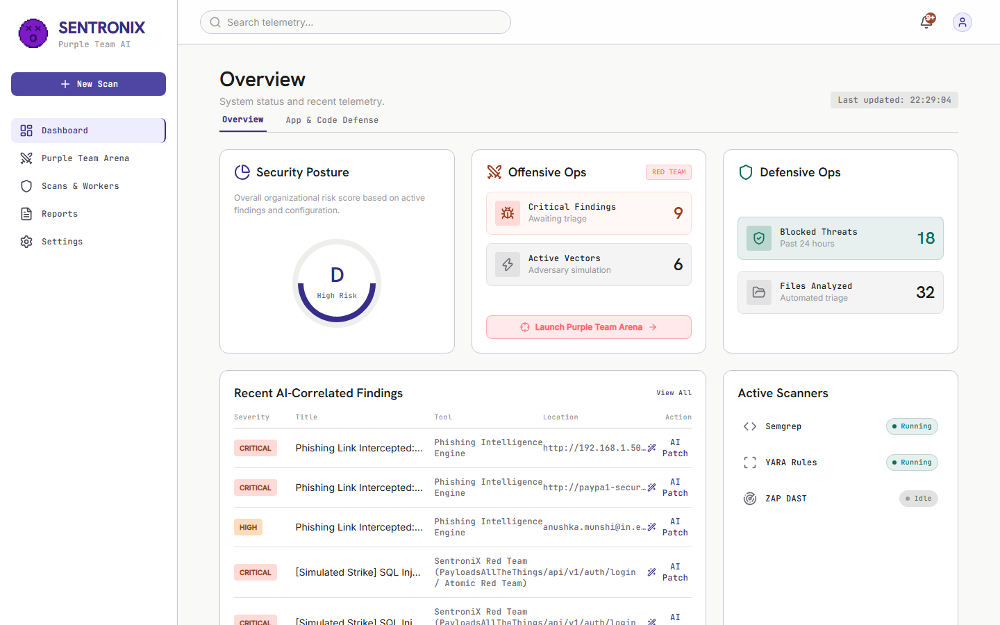 SENTRONIX
Purple Team AI
New Scan
Dashboard
Purple Team Arena
Scans & Workers
Reports
Settings
Search telemetry...
9+
Overview
System status and recent telemetry.
Last updated: 22:29:04
Overview
App & Code Defense
Security Posture
Overall organizational risk score based on active
findings and configuration.
D
High Risk
Offensive Ops
RED TEAM
Critical Findings
Awaiting triage
9
Active Vectors
Adversary simulation
6
Launch Purple Team Arena
Defensive Ops
Blocked Threats
Past 24 hours
18
Files Analyzed
Automated triage
32
Recent AI-Correlated Findings
View All
Severity Title Tool Location Action
CRITICAL
Phishing Link Intercepted:...
Phishing Intelligence
Engine
http://192.168.1.50…
AI
Patch
CRITICAL
Phishing Link Intercepted:...
Phishing Intelligence
Engine
http://paypa1-secur…
AI
Patch
HIGH
Phishing Link Intercepted:...
Phishing Intelligence
Engine
anushka.munshi@in.e…
AI
Patch
CRITICAL
[Simulated Strike] SQL Inj...
SentroniX Red Team
(PayloadsAllTheThings
/ Atomic Red Team)
/api/v1/auth/login
AI
Patch
CRITICAL
[Simulated Strike] SQL Inj...
SentroniX Red Team
(PayloadsAllTheThings
/api/v1/auth/login
AI
Active Scanners
Semgrep
Running
YARA Rules
Running
ZAP DAST
Idle